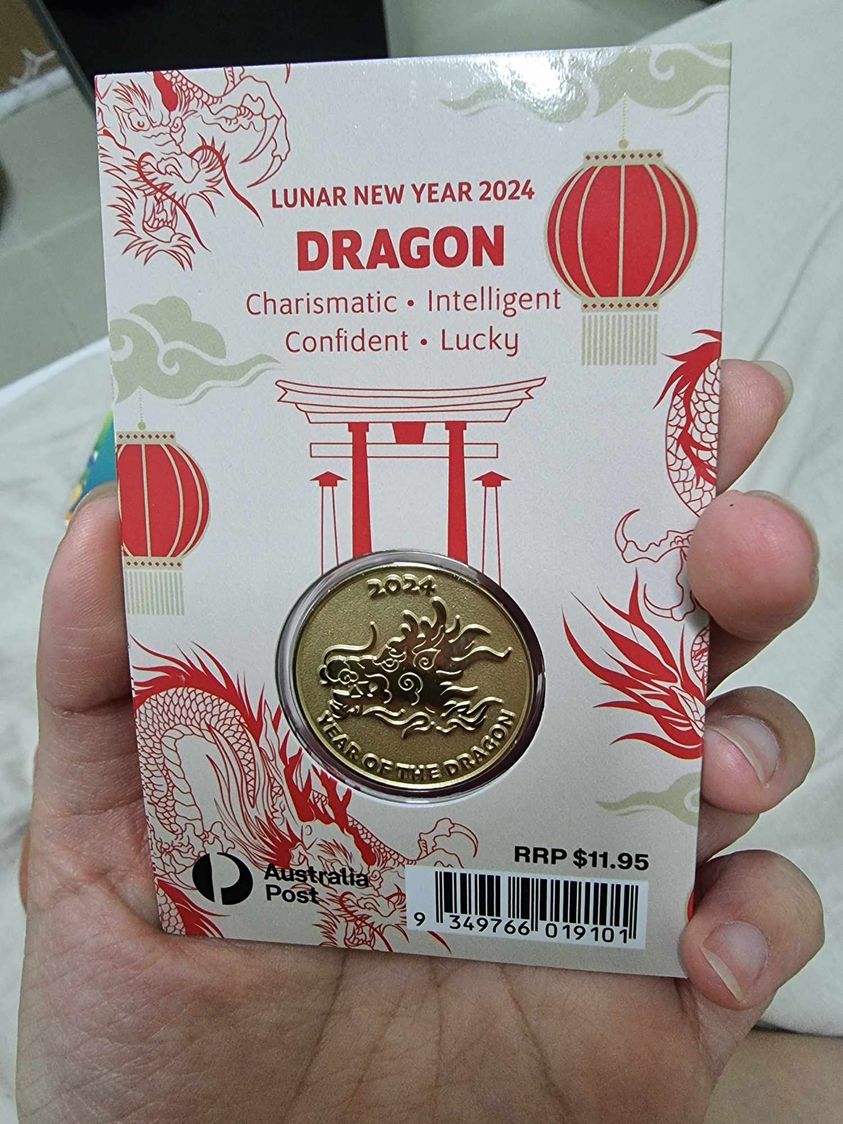 LUNAR NEW YEAR 2024
DRAGON
Charismatic • Intelligent
Confident • Lucky
2024
YEAR OF THE DRAGON
RRP $11.95
Australia
Post
9 349766 019101